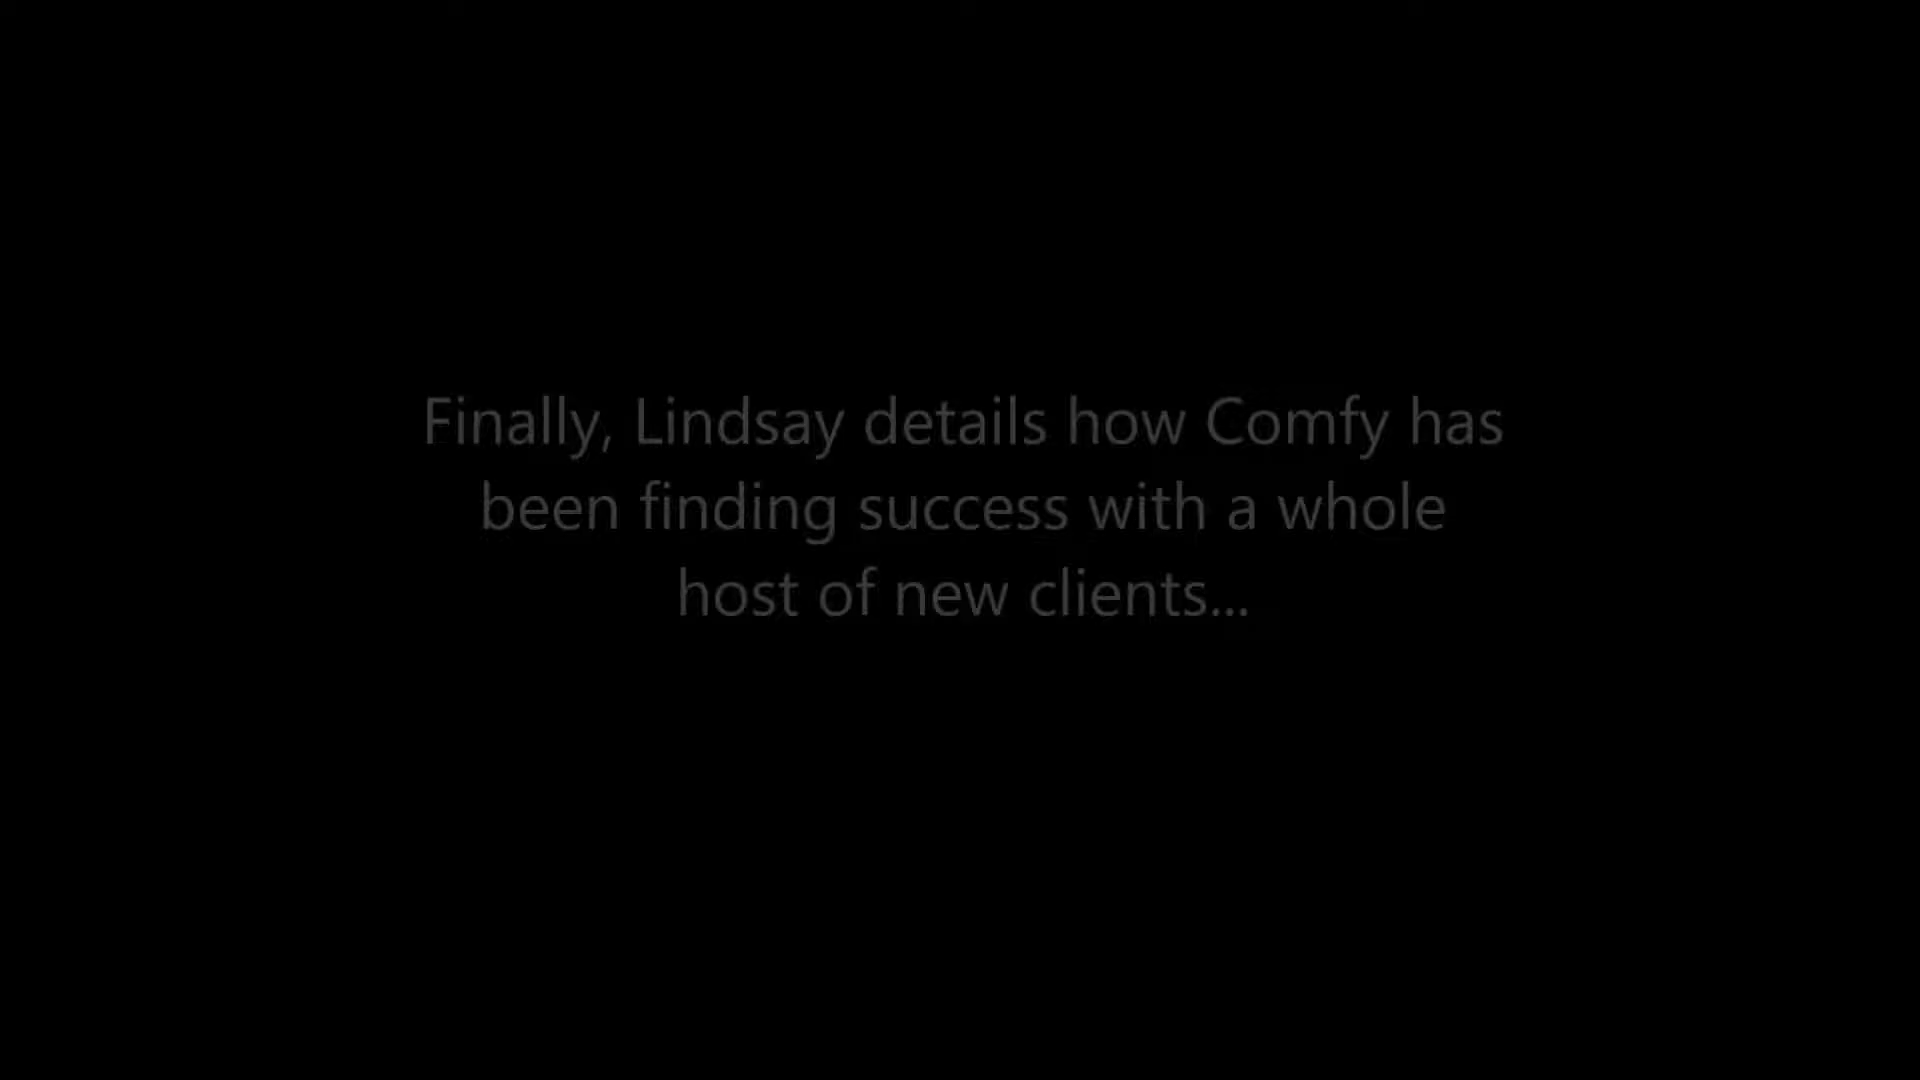 Finally, Lindsay details how Comfy has
been finding success with a whole
host of new clients...